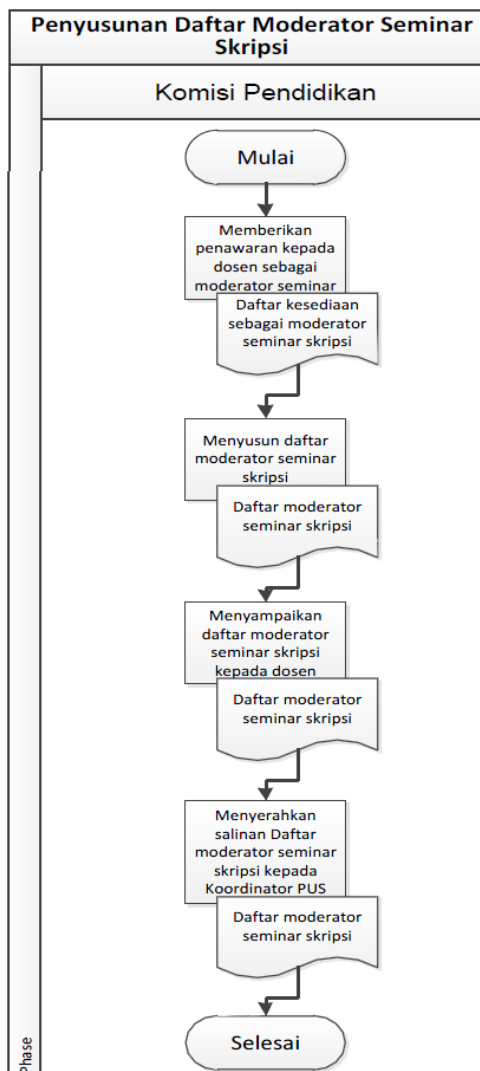 Penyusunan Daftar Moderator Seminar
Skripsi
Komisi Pendidikan
Mulai
Memberikan
penawaran kepada
dosen sebagai
moderator seminar
Daftar kesediaan
sebagai moderator
seminar skripsi
Menyusun daftar
moderator seminar
skripsi
Daftar moderator
seminar skripsi
Menyampaikan
daftar moderator
seminar skripsi
kepada dosen
Daftar moderator
seminar skripsi
Menyerahkan
salinan Daftar
moderator seminar
skripsi kepada
Koordinator PUS
Daftar moderator
seminar skripsi
Selesai
Phase